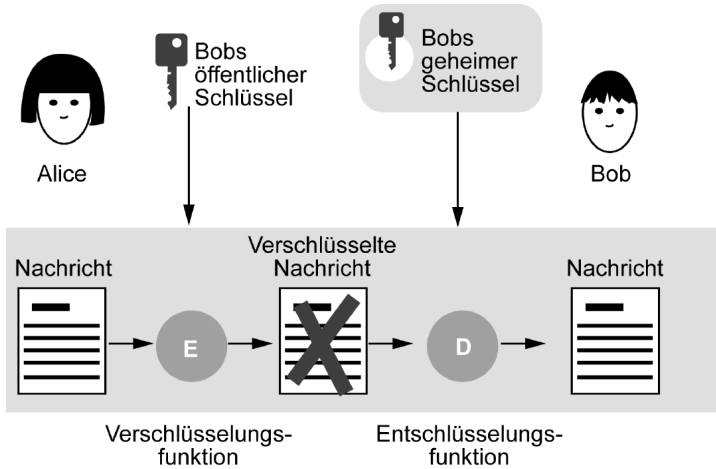 Bobs
öffentlicher
Schlüssel
Bobs
geheimer
Schlüssel
Alice
Bob
Nachricht
Verschlüsselte
Nachricht
Nachricht
E
D
Verschlüsselungs-
funktion
Entschlüsselungs-
funktion